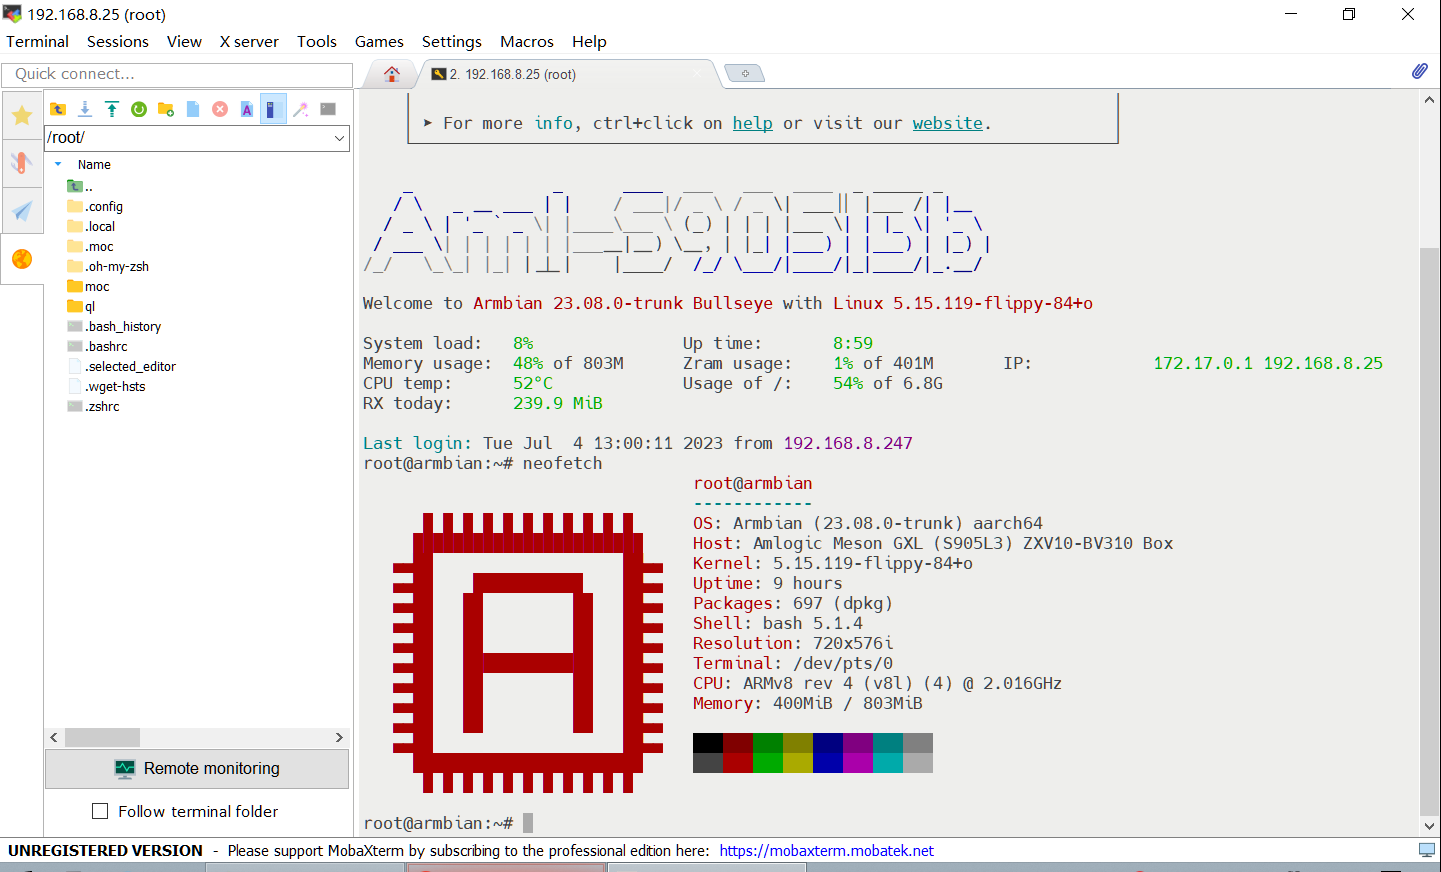 192.168.8.25 (root)
Terminal Sessions View X server Tools Games Settings Macros Help
Quick connect...
2. 192.168.8.25 (root)
/root/
Name
..
.config
.local
.moc
.oh-my-zsh
moc
ql
.bash_history
.bashrc
.selected_editor
.wget-hsts
.zshrc
Remote monitoring
Follow terminal folder
➤ For more info, ctrl+click on help or visit our website.
Welcome to Armbian 23.08.0-trunk Bullseye with Linux 5.15.119-flippy-84+o
System load: 8% Up time: 8:59
Memory usage: 48% of 803M Zram usage: 1% of 401M IP: 172.17.0.1 192.168.8.25
CPU temp: 52°C Usage of /: 54% of 6.8G
RX today: 239.9 MiB
Last login: Tue Jul 4 13:00:11 2023 from 192.168.8.247
root@armbian:~# neofetch
root@armbian
------------
OS: Armbian (23.08.0-trunk) aarch64
Host: Amlogic Meson GXL (S905L3) ZXV10-BV310 Box
Kernel: 5.15.119-flippy-84+o
Uptime: 9 hours
Packages: 697 (dpkg)
Shell: bash 5.1.4
Resolution: 720x576i
Terminal: /dev/pts/0
CPU: ARMv8 rev 4 (v8l) (4) @ 2.016GHz
Memory: 400MiB / 803MiB
root@armbian:~#
UNREGISTERED VERSION - Please support MobaXterm by subscribing to the professional edition here: https://mobaxterm.mobatek.net